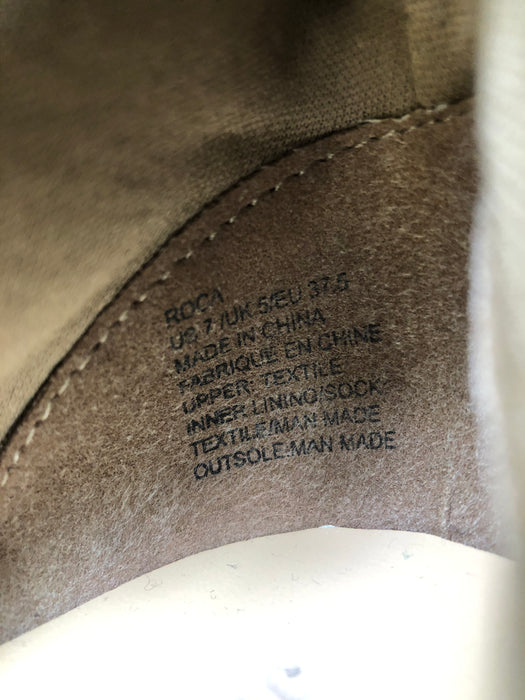 ROCA
US 7 /UK 5/EU 37.5
MADE IN CHINA
FABRIQUE EN CHINE
UPPER: TEXTILE
INNER LINING/SOCK
TEXTILE/MAN MADE
OUTSOLE:MAN MADE